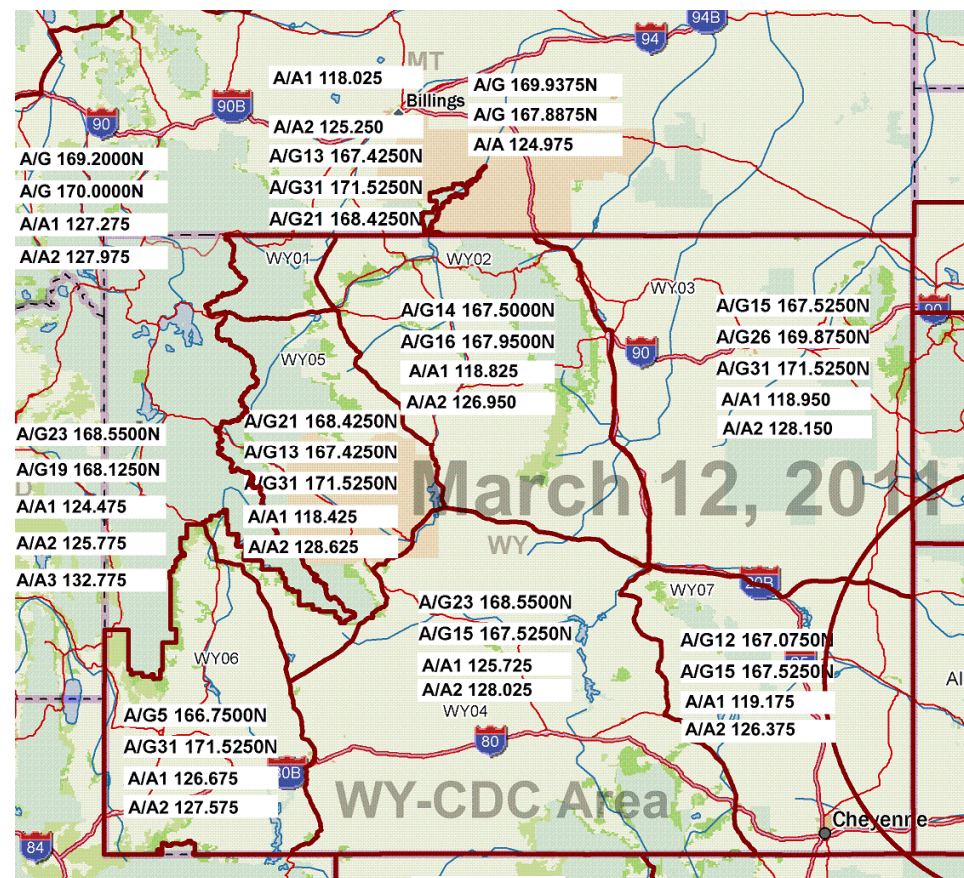 94B
94
MT
90B
90
Billings
A/A1 118.025
A/A2 125.250
A/G13 167.4250N
A/G31 171.5250N
A/G21 168.4250N
A/G 169.9375N
A/G 167.8875N
A/A 124.975
A/G 169.2000N
A/G 170.0000N
A/A1 127.275
A/A2 127.975
WY01
WY02
WY03
A/G14 167.5000N
A/G16 167.9500N
A/A1 118.825
A/A2 126.950
A/G15 167.5250N
A/G26 169.8750N
A/G31 171.5250N
A/A1 118.950
A/A2 128.150
90
90
WY05
A/G21 168.4250N
A/G13 167.4250N
A/G31 171.5250N
A/A1 118.425
A/A2 128.625
A/G23 168.5500N
A/G19 168.1250N
A/A1 124.475
A/A2 125.775
A/A3 132.775
D
March 12, 2011
WY
20B
WY07
A/G23 168.5500N
A/G15 167.5250N
A/A1 125.725
A/A2 128.025
WY04
A/G12 167.0750N
A/G15 167.5250N
A/A1 119.175
A/A2 126.375
WY06
A/G5 166.7500N
A/G31 171.5250N
A/A1 126.675
A/A2 127.575
80
80B
WY-CDC Area
Cheyenne
84